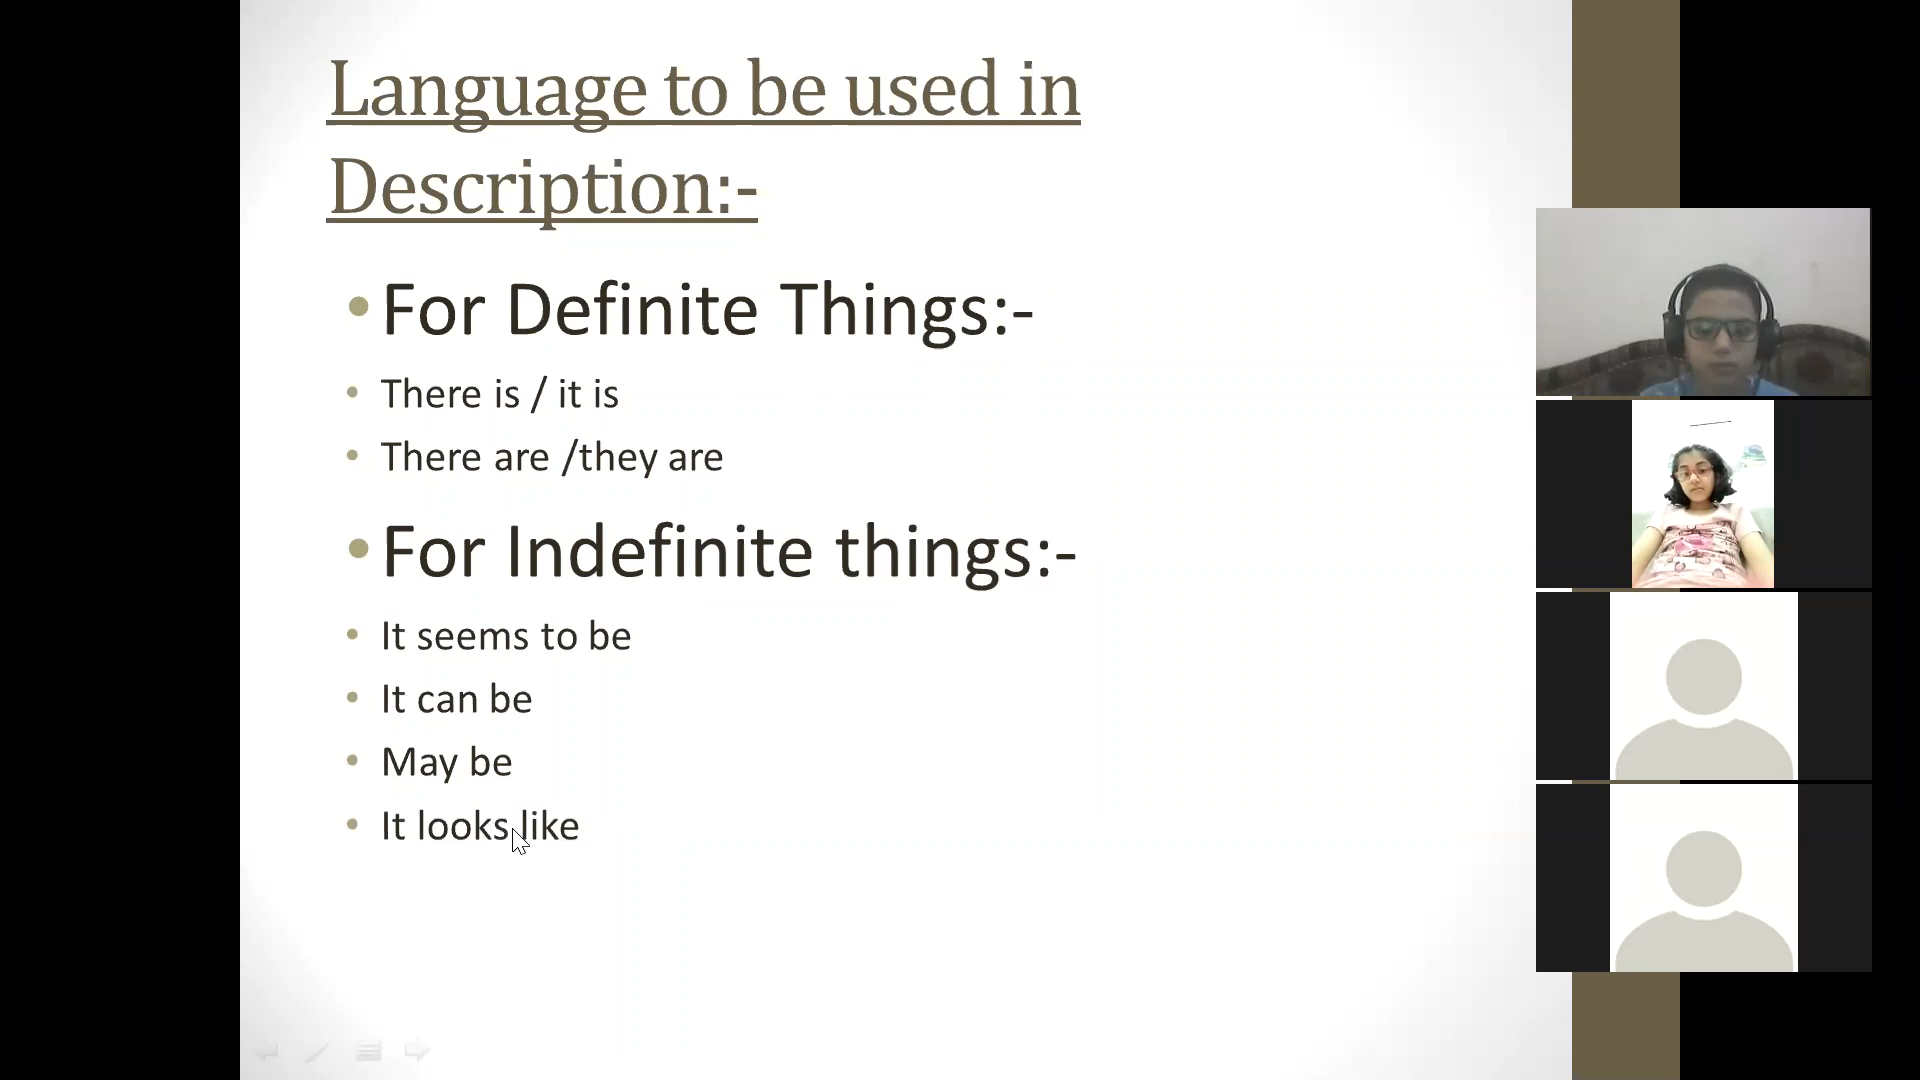 Language to be used in
Description:-
• For Definite Things:-
• There is / it is
• There are /they are
• For Indefinite things:-
• It seems to be
• It can be
• May be
• It looks like